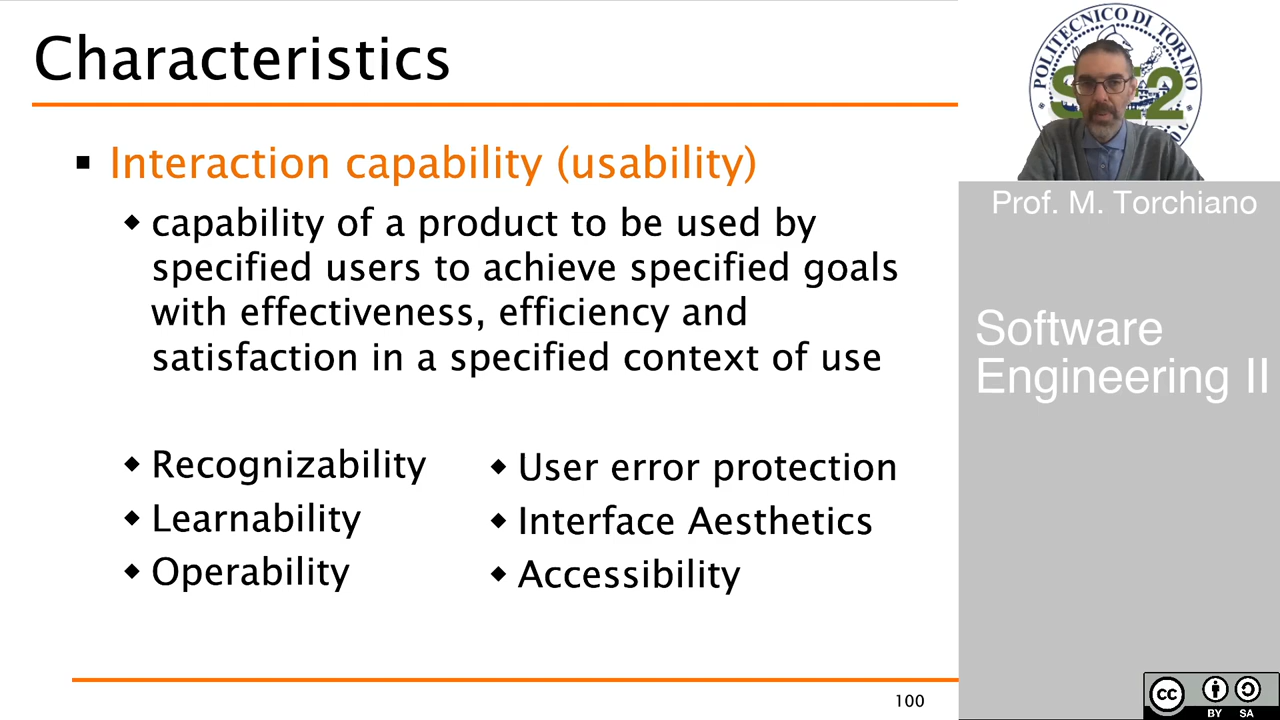 Characteristics
Interaction capability (usability)
capability of a product to be used by
specified users to achieve specified goals
with effectiveness, efficiency and
satisfaction in a specified context of use
Recognizability
Learnability
Operability
User error protection
Interface Aesthetics
Accessibility
100
POLITECNICO DI TORINO
Prof. M. Torchiano
Software
Engineering II
cc
BY SA